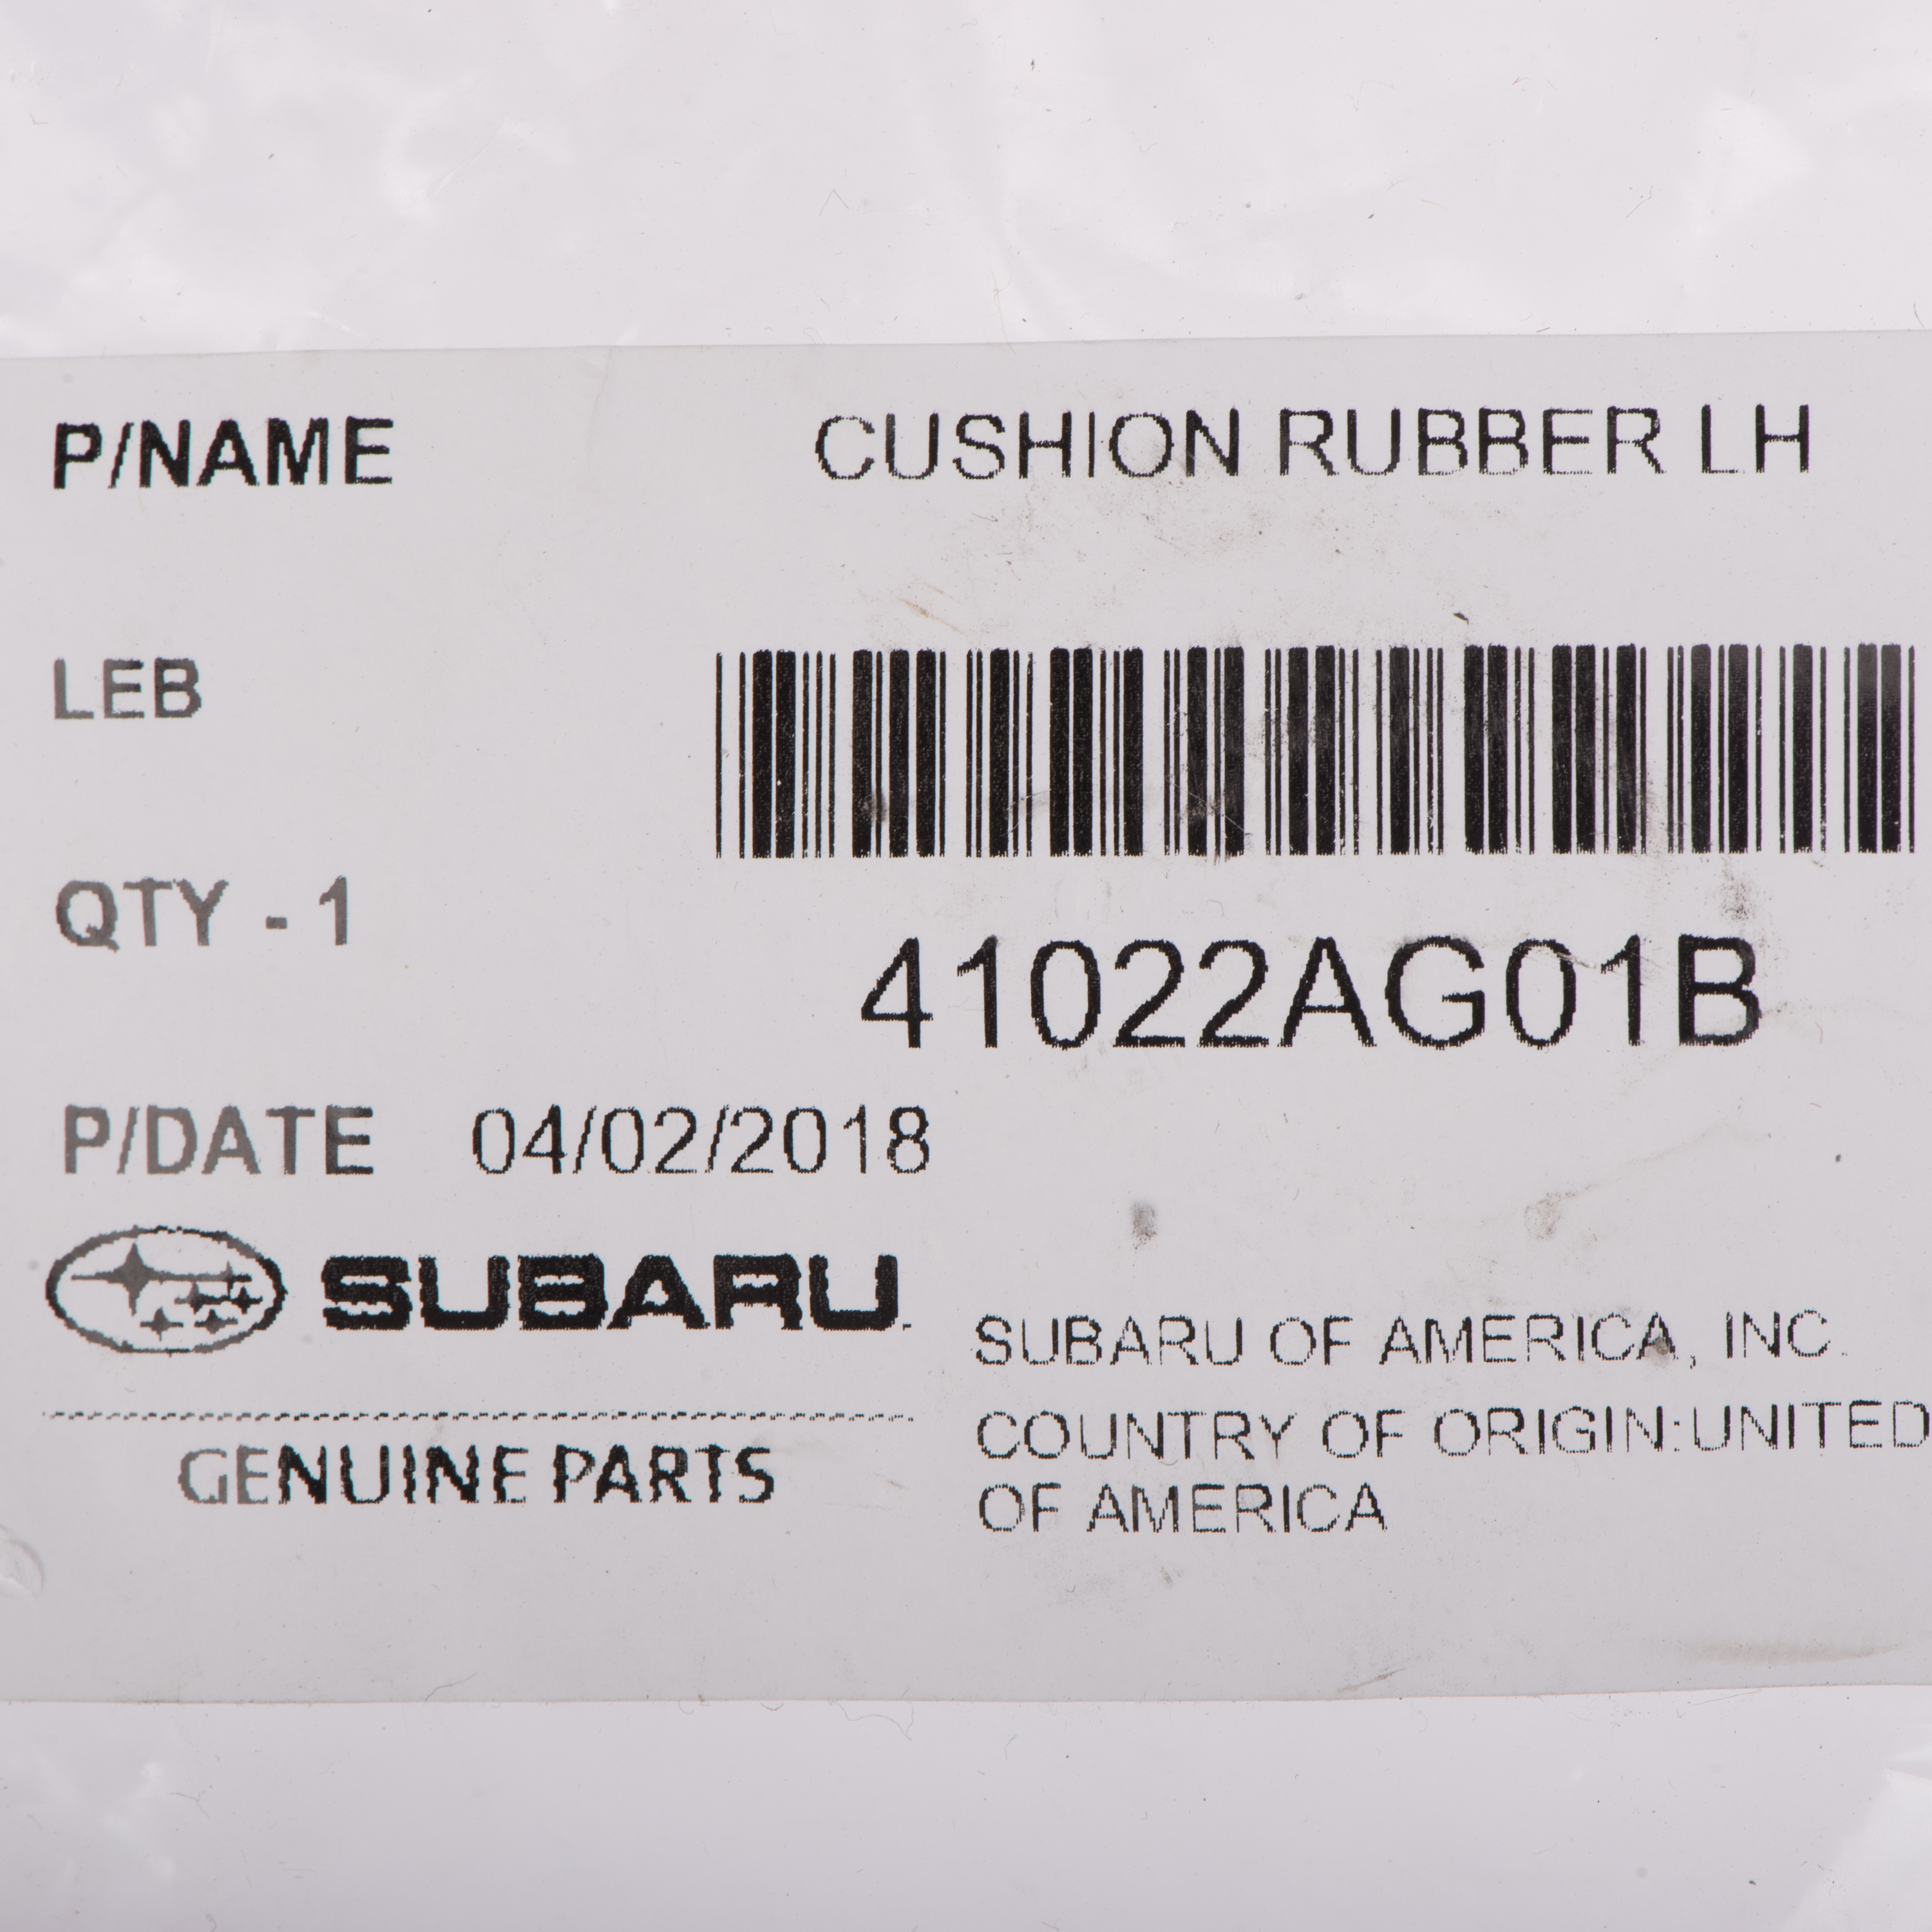 P/NAME CUSHION RUBBER LH
LEB
QTY - 1
41022AG01B
P/DATE 04/02/2018
SUBARU.
SUBARU OF AMERICA, INC.
COUNTRY OF ORIGIN:UNITED
OF AMERICA
GENUINE PARTS